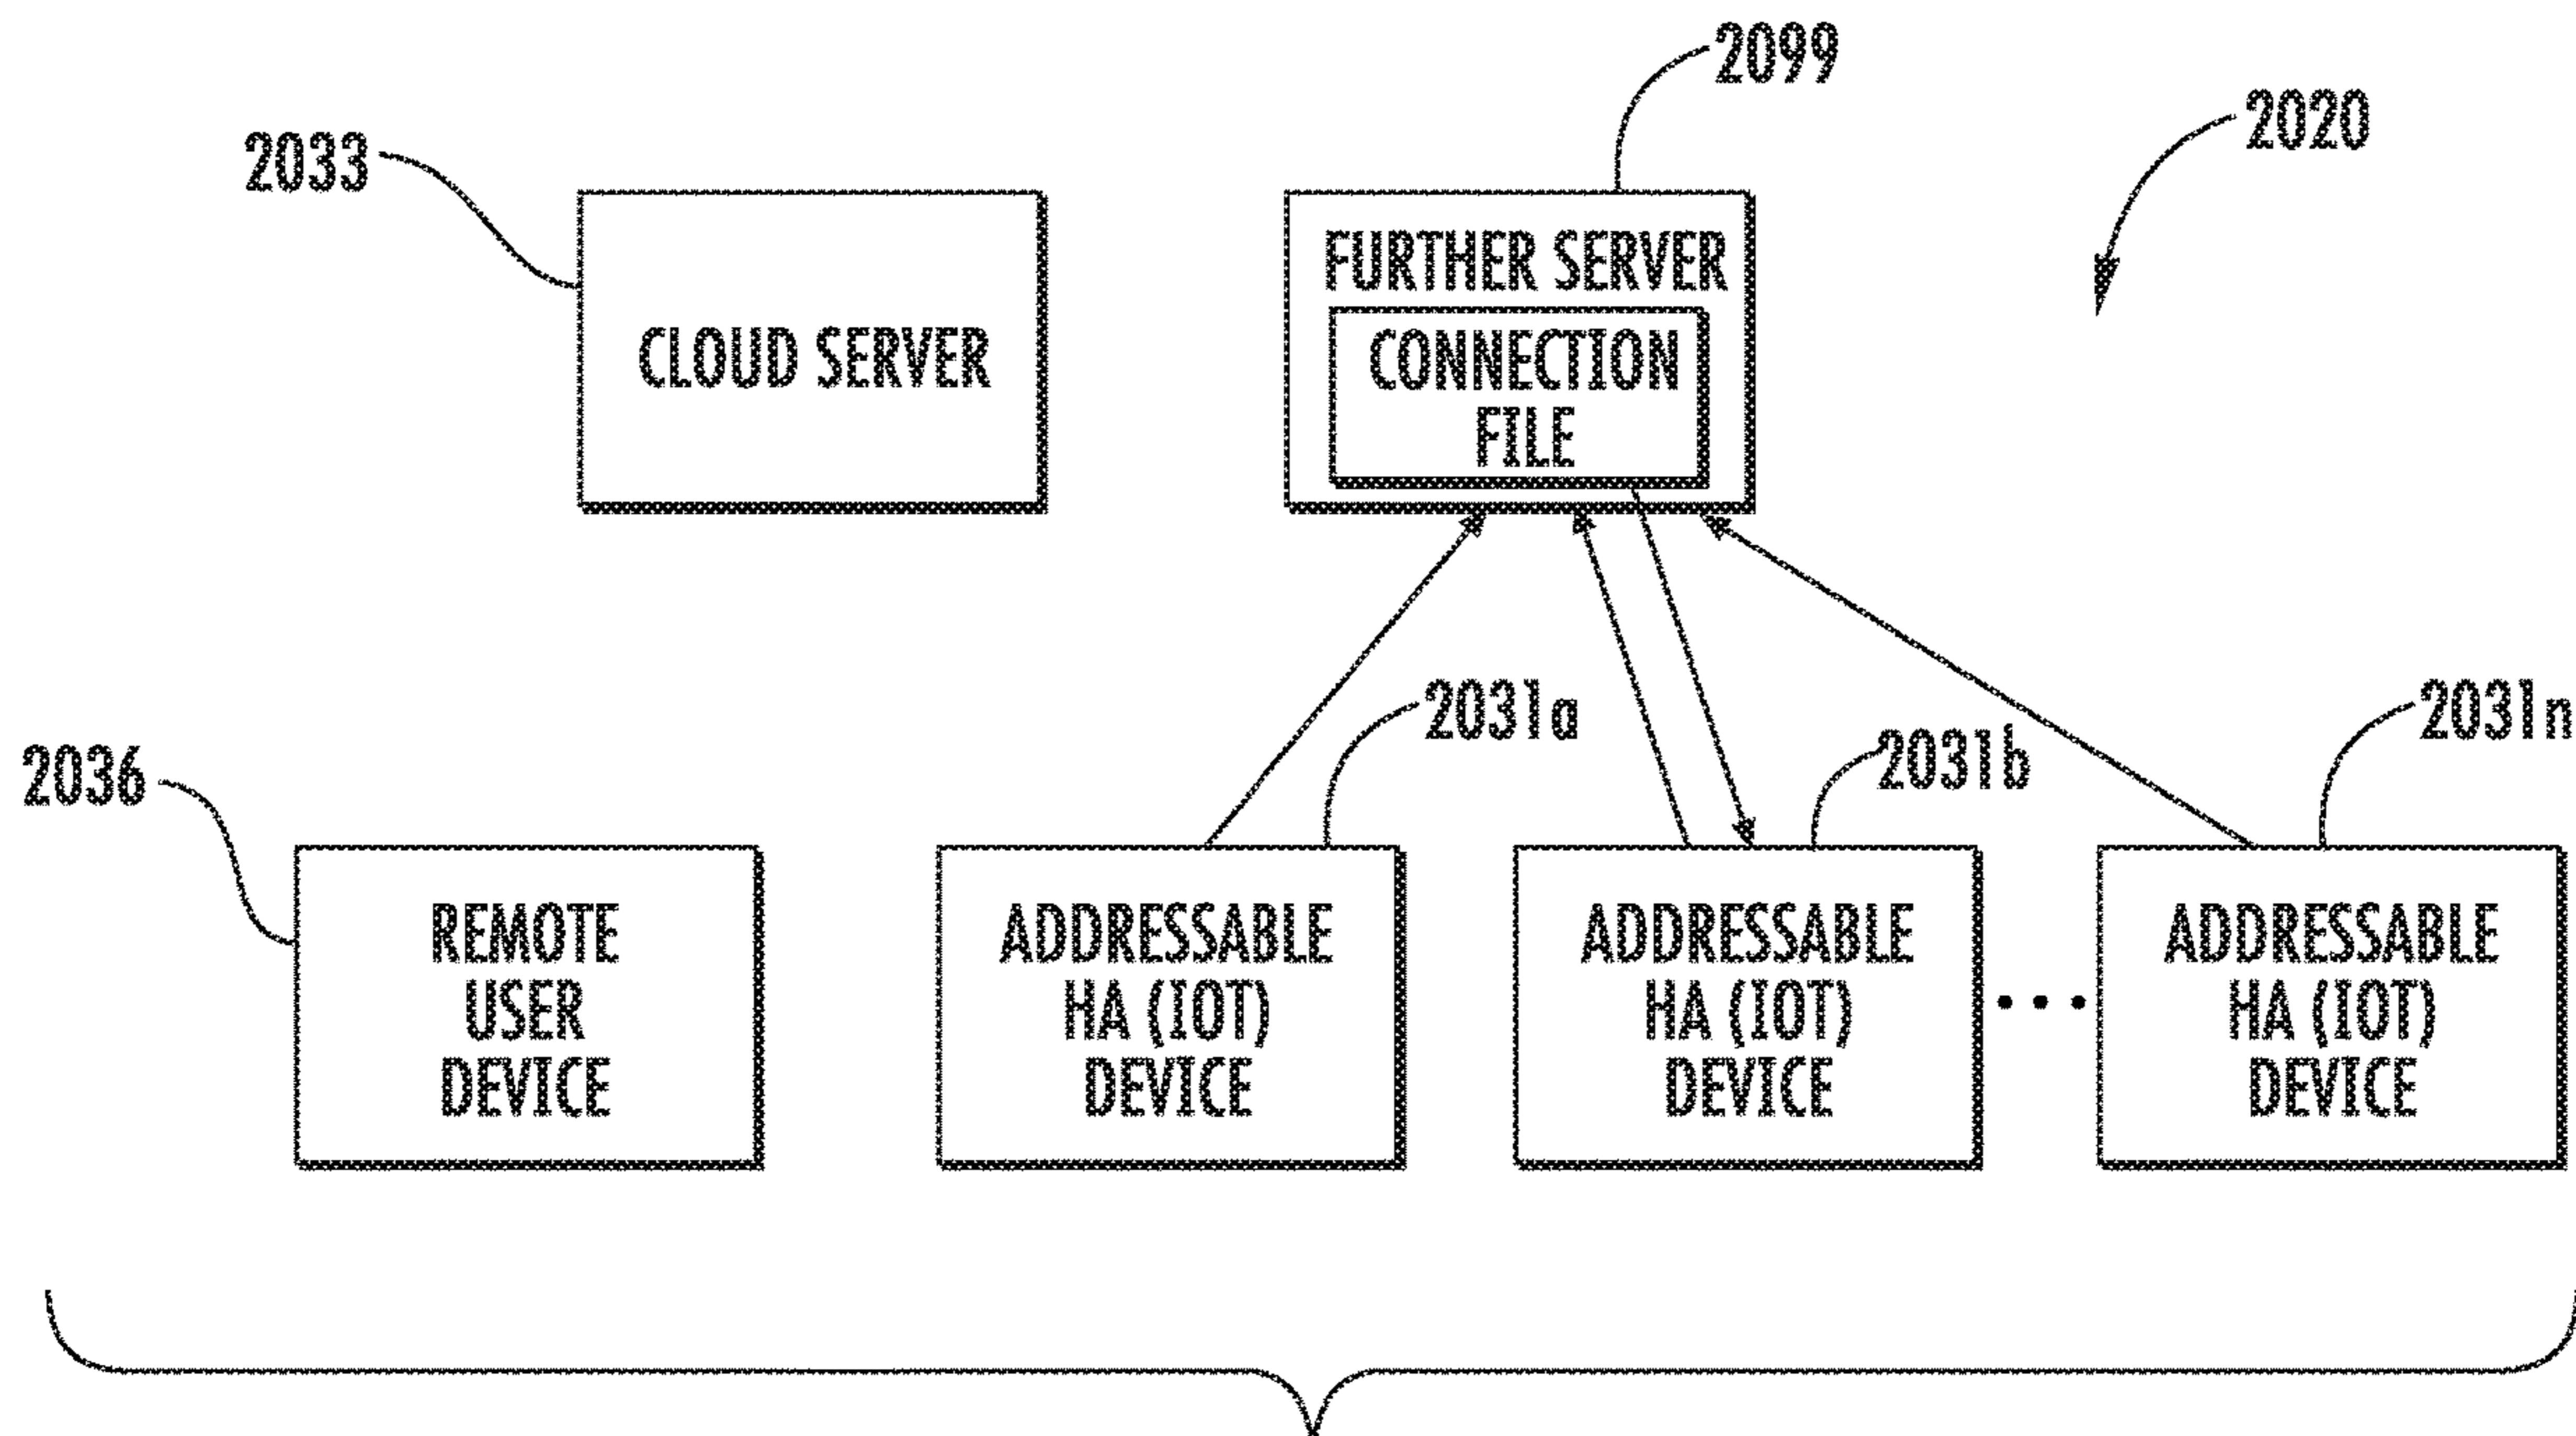 2099
2020
2033
FURTHER SERVER
CONNECTION
FILE
CLOUD SERVER
2031a
2031b
2031n
2036
REMOTE
USER
DEVICE
ADDRESSABLE
HA (IOT)
DEVICE
ADDRESSABLE
HA (IOT)
DEVICE
...
ADDRESSABLE
HA (IOT)
DEVICE